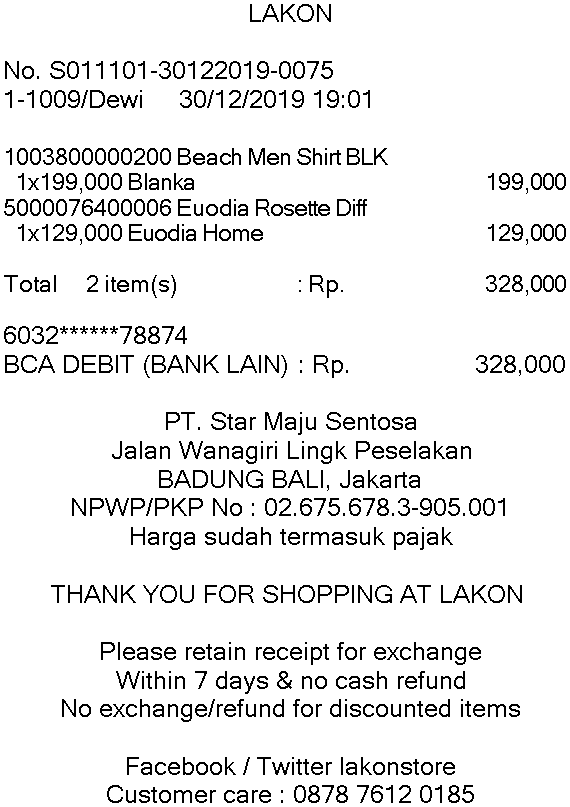 LAKON
No. S011101-30122019-0075
1-1009/Dewi 30/12/2019 19:01
1003800000200 Beach Men Shirt BLK
1x199,000 Blanka 199,000
5000076400006 Euodia Rosette Diff
1x129,000 Euodia Home 129,000
Total 2 item(s) : Rp. 328,000
6032******78874
BCA DEBIT (BANK LAIN) : Rp. 328,000
PT. Star Maju Sentosa
Jalan Wanagiri Lingk Peselakan
BADUNG BALI, Jakarta
NPWP/PKP No : 02.675.678.3-905.001
Harga sudah termasuk pajak
THANK YOU FOR SHOPPING AT LAKON
Please retain receipt for exchange
Within 7 days & no cash refund
No exchange/refund for discounted items
Facebook / Twitter lakonstore
Customer care : 0878 7612 0185